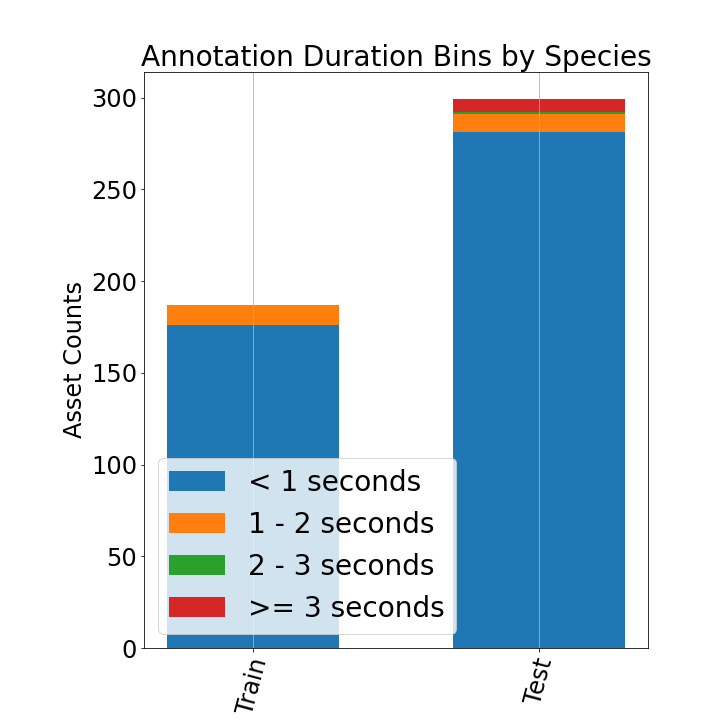 Annotation Duration Bins by Species
Asset Counts
300
250
200
150
100
50
0
< 1 seconds
1 - 2 seconds
2 - 3 seconds
>= 3 seconds
Train
Test